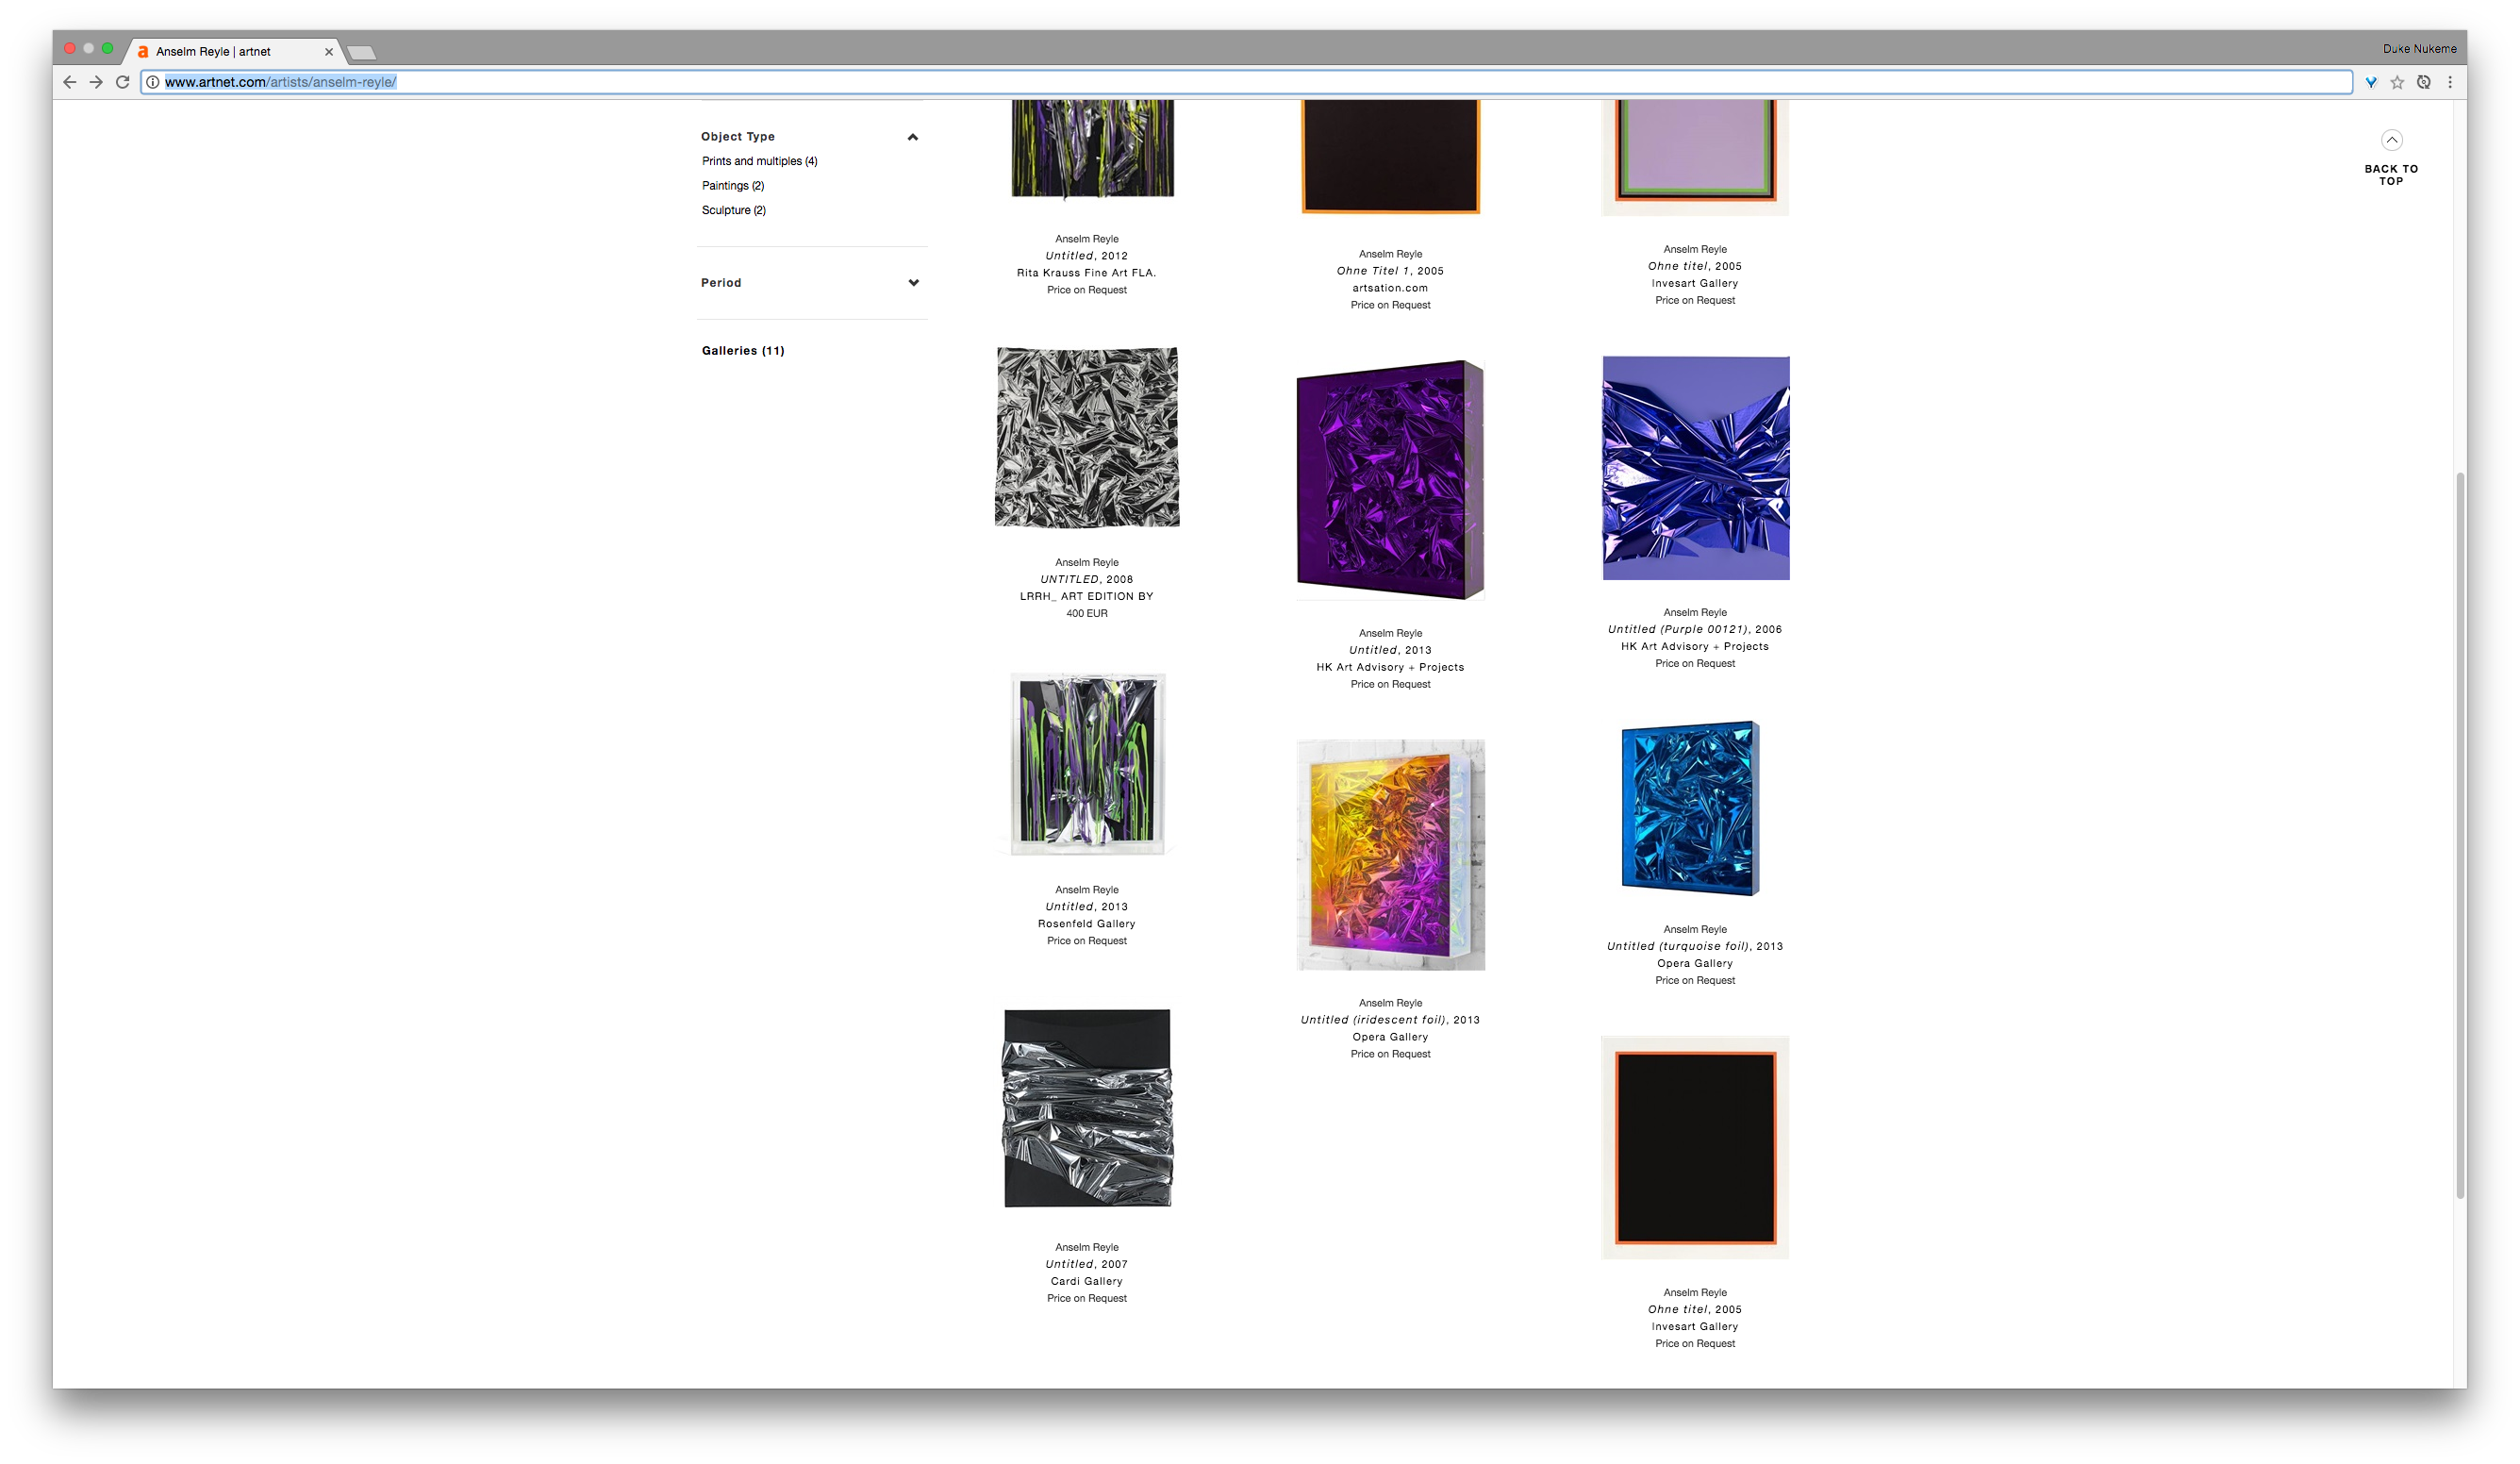 Anselm Reyle | artnet
Duke Nukeme
www.artnet.com/artists/anselm-reyle/
Object Type
Prints and multiples (4)
Paintings (2)
Sculpture (2)
Period
Galleries (11)
BACK TO
TOP
Anselm Reyle
Untitled, 2012
Rita Krauss Fine Art FLA.
Price on Request
Anselm Reyle
Ohne Titel 1, 2005
artsation.com
Price on Request
Anselm Reyle
Ohne titel, 2005
Invesart Gallery
Price on Request
Anselm Reyle
UNTITLED, 2008
LRRH_ ART EDITION BY
400 EUR
Anselm Reyle
Untitled, 2013
HK Art Advisory + Projects
Price on Request
Anselm Reyle
Untitled (Purple 00121), 2006
HK Art Advisory + Projects
Price on Request
Anselm Reyle
Untitled, 2013
Rosenfeld Gallery
Price on Request
Anselm Reyle
Untitled (iridescent foil), 2013
Opera Gallery
Price on Request
Anselm Reyle
Untitled (turquoise foil), 2013
Opera Gallery
Price on Request
Anselm Reyle
Untitled, 2007
Cardi Gallery
Price on Request
Anselm Reyle
Ohne titel, 2005
Invesart Gallery
Price on Request